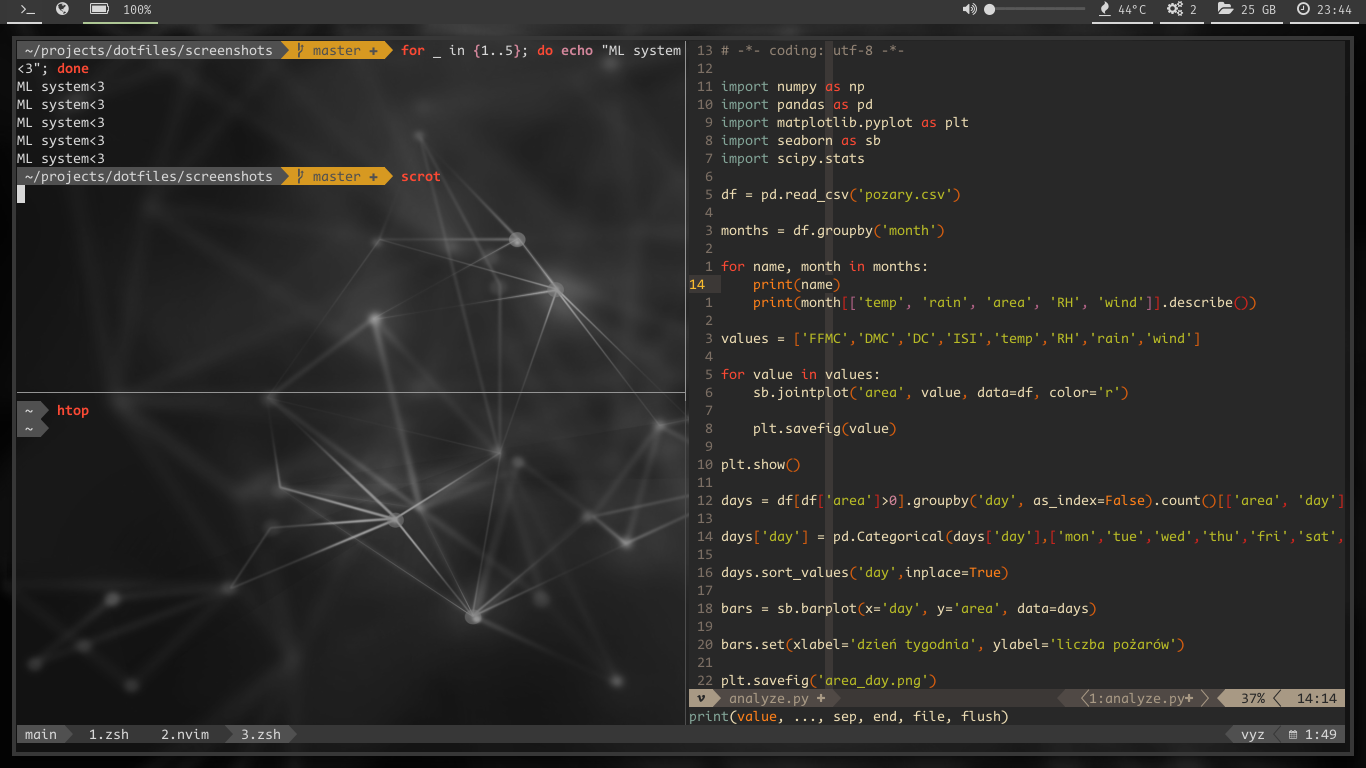 >_ 100% 44°C 2 25 GB 23:44
~/projects/dotfiles/screenshots master + for _ in {1..5}; do echo "ML system
<3"; done
ML system<3
ML system<3
ML system<3
ML system<3
ML system<3
~/projects/dotfiles/screenshots master + scrot
~ htop
~
13 # -*- coding: utf-8 -*-
12
11 import numpy as np
10 import pandas as pd
9 import matplotlib.pyplot as plt
8 import seaborn as sb
7 import scipy.stats
6
5 df = pd.read_csv('pozary.csv')
4
3 months = df.groupby('month')
2
1 for name, month in months:
14     print(name)
1     print(month[['temp', 'rain', 'area', 'RH', 'wind']].describe())
2
3 values = ['FFMC','DMC','DC','ISI','temp','RH','rain','wind']
4
5 for value in values:
6     sb.jointplot('area', value, data=df, color='r')
7
8     plt.savefig(value)
9
10 plt.show()
11
12 days = df[df['area']>0].groupby('day', as_index=False).count()[['area', 'day']
13
14 days['day'] = pd.Categorical(days['day'],['mon','tue','wed','thu','fri','sat',
15
16 days.sort_values('day',inplace=True)
17
18 bars = sb.barplot(x='day', y='area', data=days)
19
20 bars.set(xlabel='dzień tygodnia', ylabel='liczba pożarów')
21
22 plt.savefig('area_day.png')
v analyze.py + 1:analyze.py+ 37% 14:14
print(value, ..., sep, end, file, flush)
main 1.zsh 2.nvim 3.zsh vyz 1:49